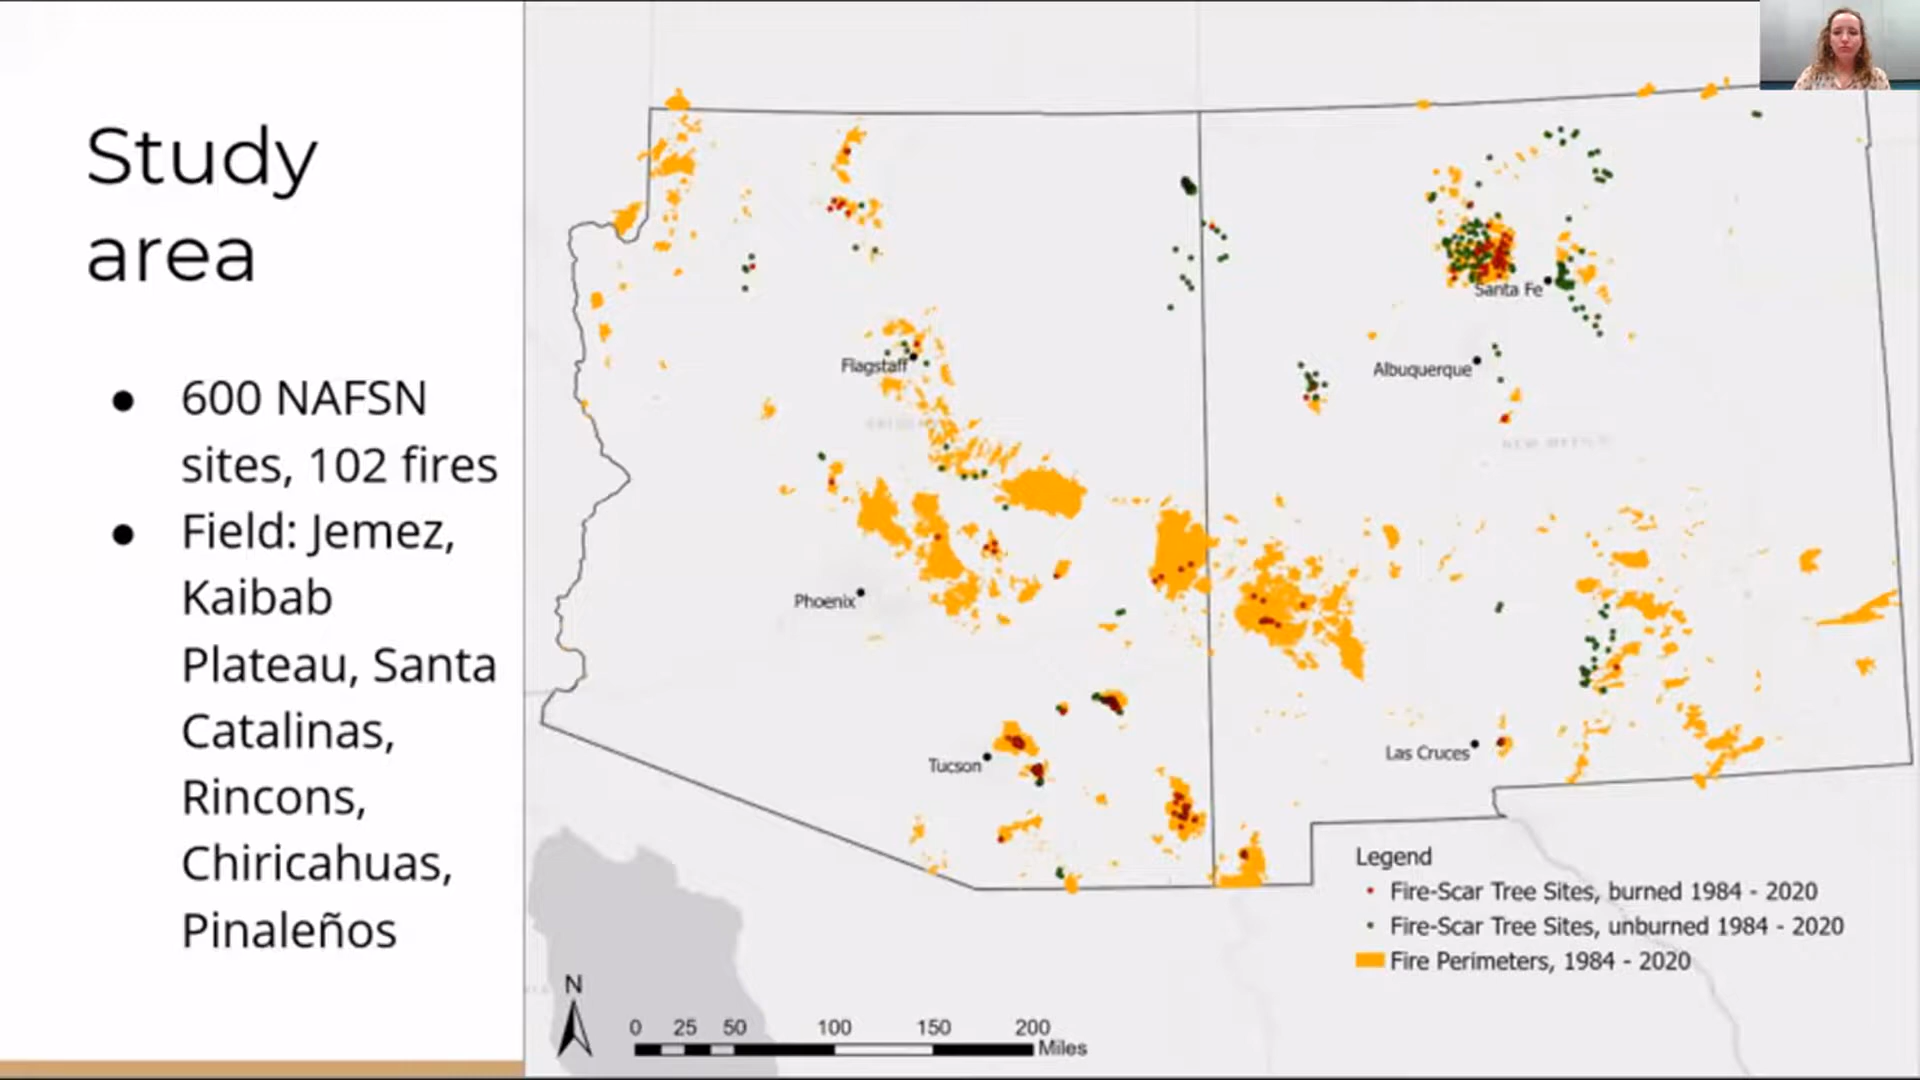 Study
area
● 600 NAFSN
sites, 102 fires
● Field: Jemez,
Kaibab
Plateau, Santa
Catalinas,
Rincons,
Chiricahuas,
Pinaleños
Santa Fe
Flagstaff
Albuquerque
NEW MEXICO
Phoenix
Las Cruces
Tucson
Legend
Fire-Scar Tree Sites, burned 1984 - 2020
Fire-Scar Tree Sites, unburned 1984 - 2020
Fire Perimeters, 1984 - 2020
N
0 25 50 100 150 200
Miles